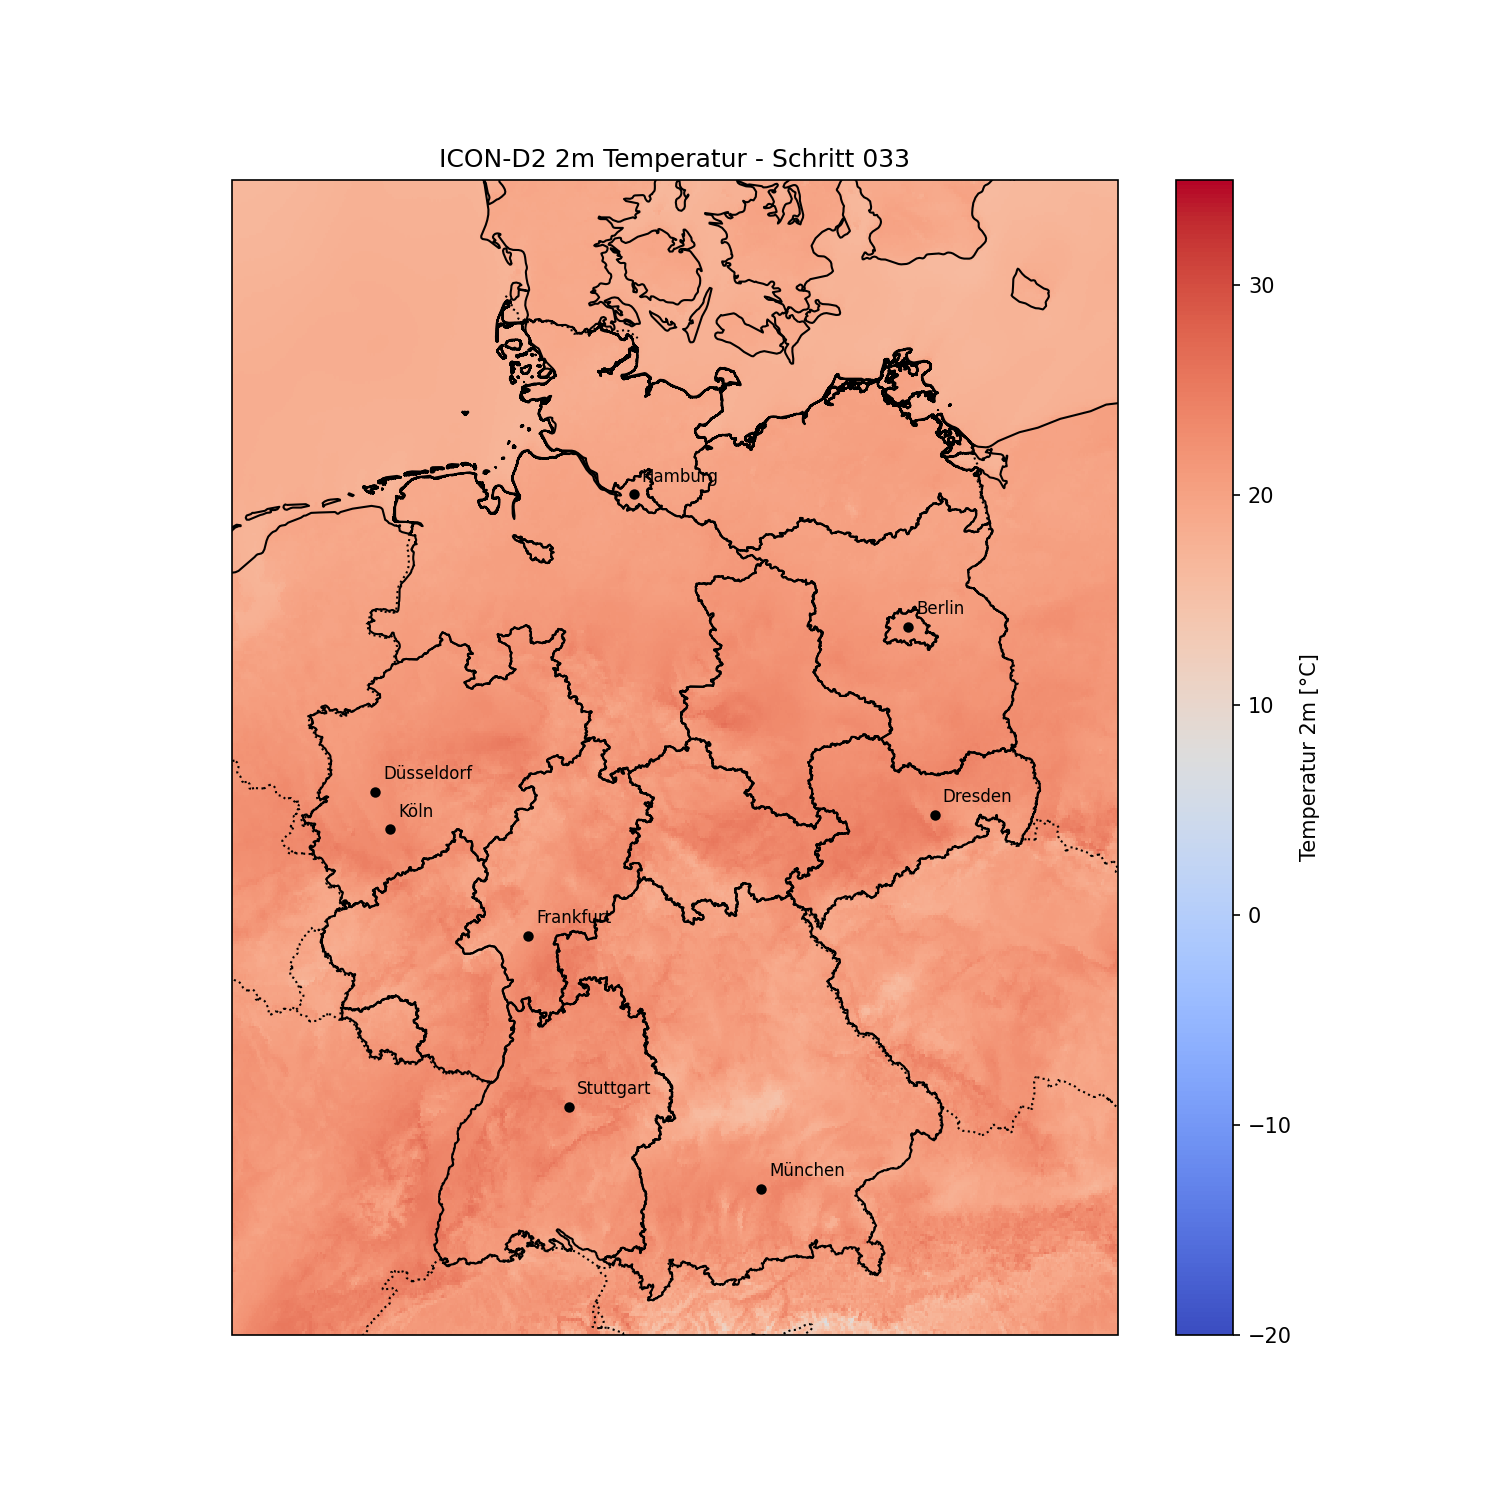 ICON-D2 2m Temperatur - Schritt 033
Hamburg
Berlin
Düsseldorf
Köln
Dresden
Frankfurt
Stuttgart
München
30
20
10
0
−10
−20
Temperatur 2m [°C]